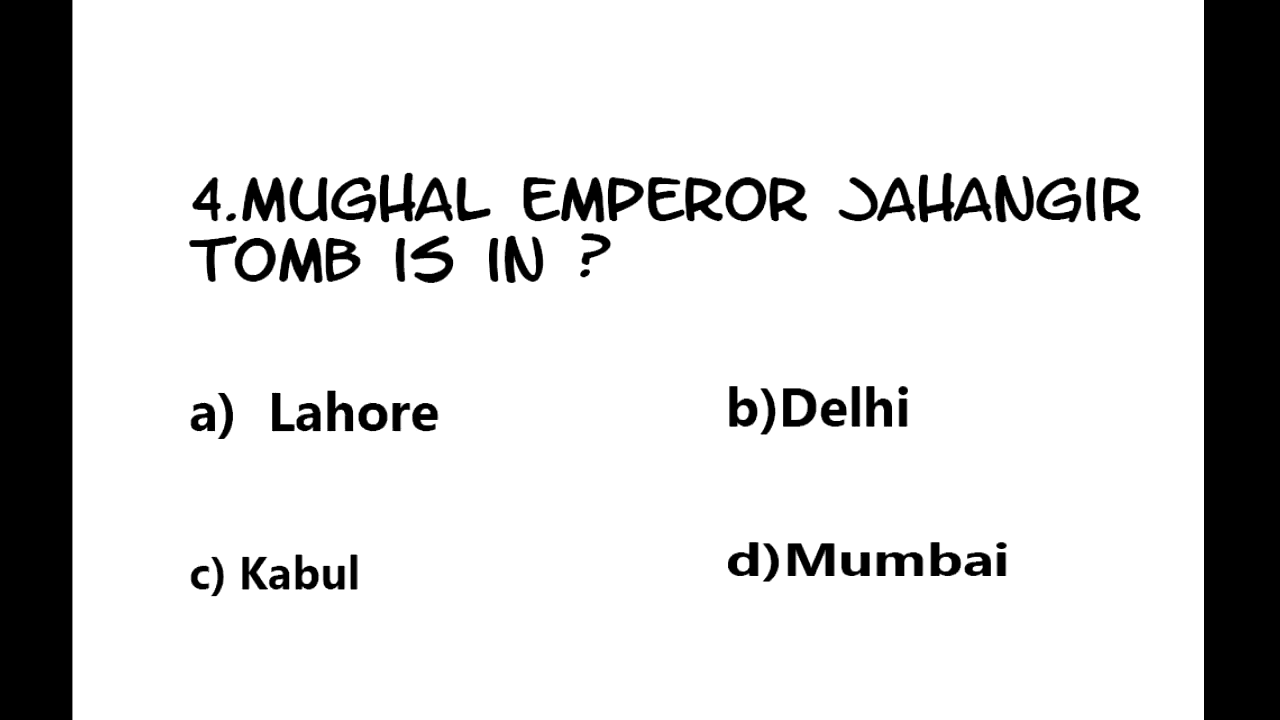 4.MUGHAL EMPEROR JAHANGIR
TOMB IS IN ?
a) Lahore
b)Delhi
c) Kabul
d)Mumbai